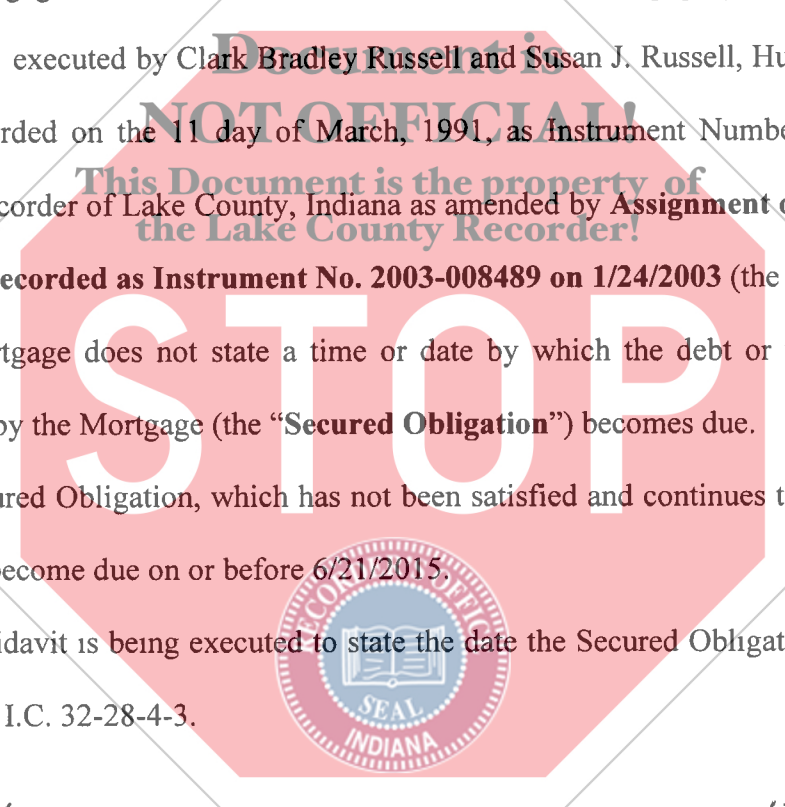 Document is
executed by Clark Bradley Russell and Susan J. Russell, Hu
NOT OFFICIAL!
rded on the 11 day of March, 1991, as Instrument Numbe
This Document is the property of
corder of Lake County, Indiana as amended by Assignment o
the Lake County Recorder!
ecorded as Instrument No. 2003-008489 on 1/24/2003 (the
STOP
tgage does not state a time or date by which the debt or
by the Mortgage (the “Secured Obligation”) becomes due.
ured Obligation, which has not been satisfied and continues t
become due on or before 6/21/2015.
RECORDER'S OFFICE
idavit is being executed to state the date the Secured Obligat
SEAL
I.C. 32-28-4-3.
INDIANA